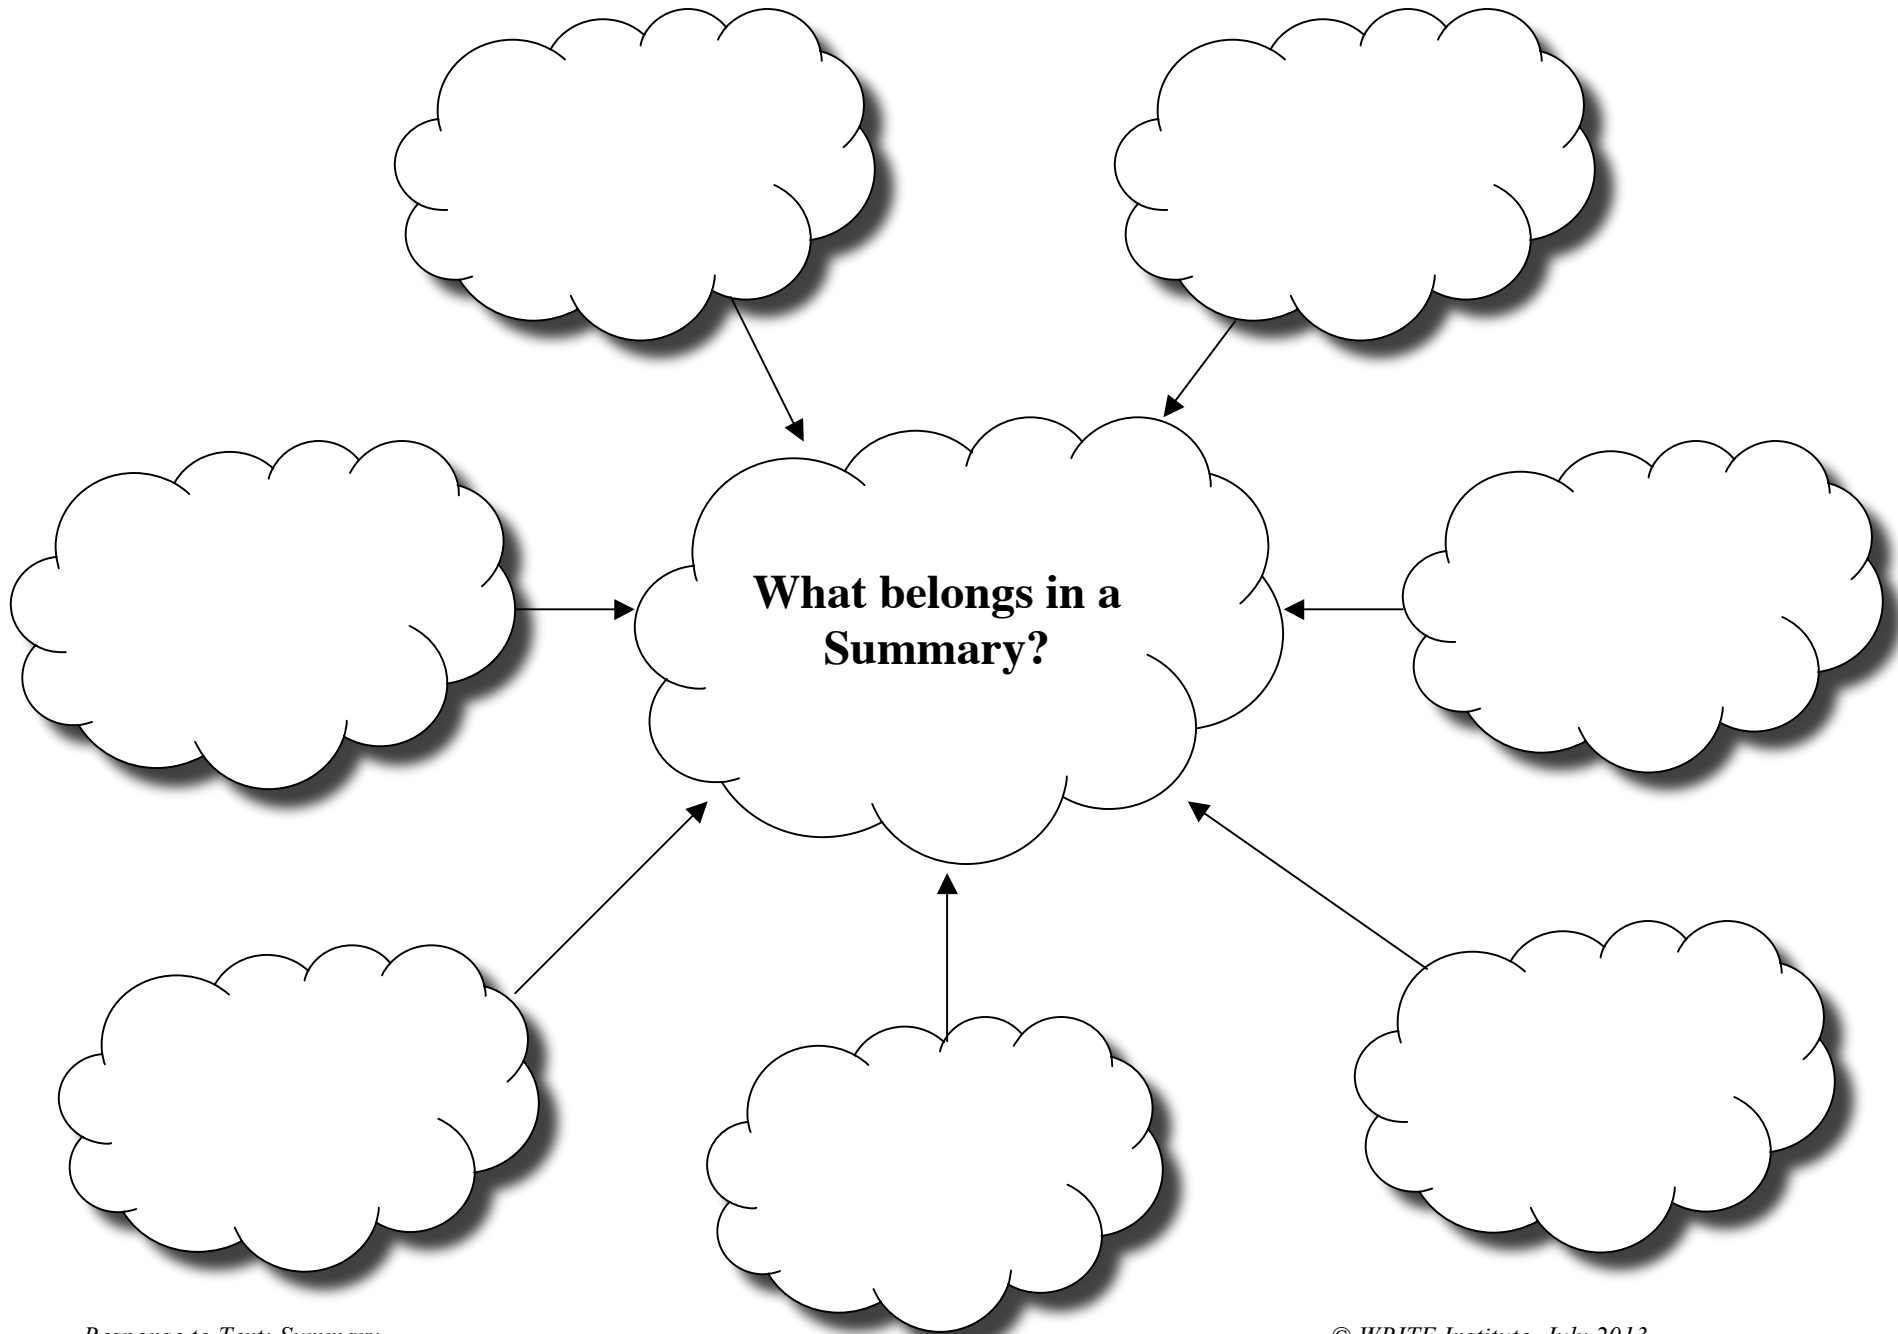 What belongs in a
Summary?
Response to Text: Summary
© WRITE Institute, July 2013